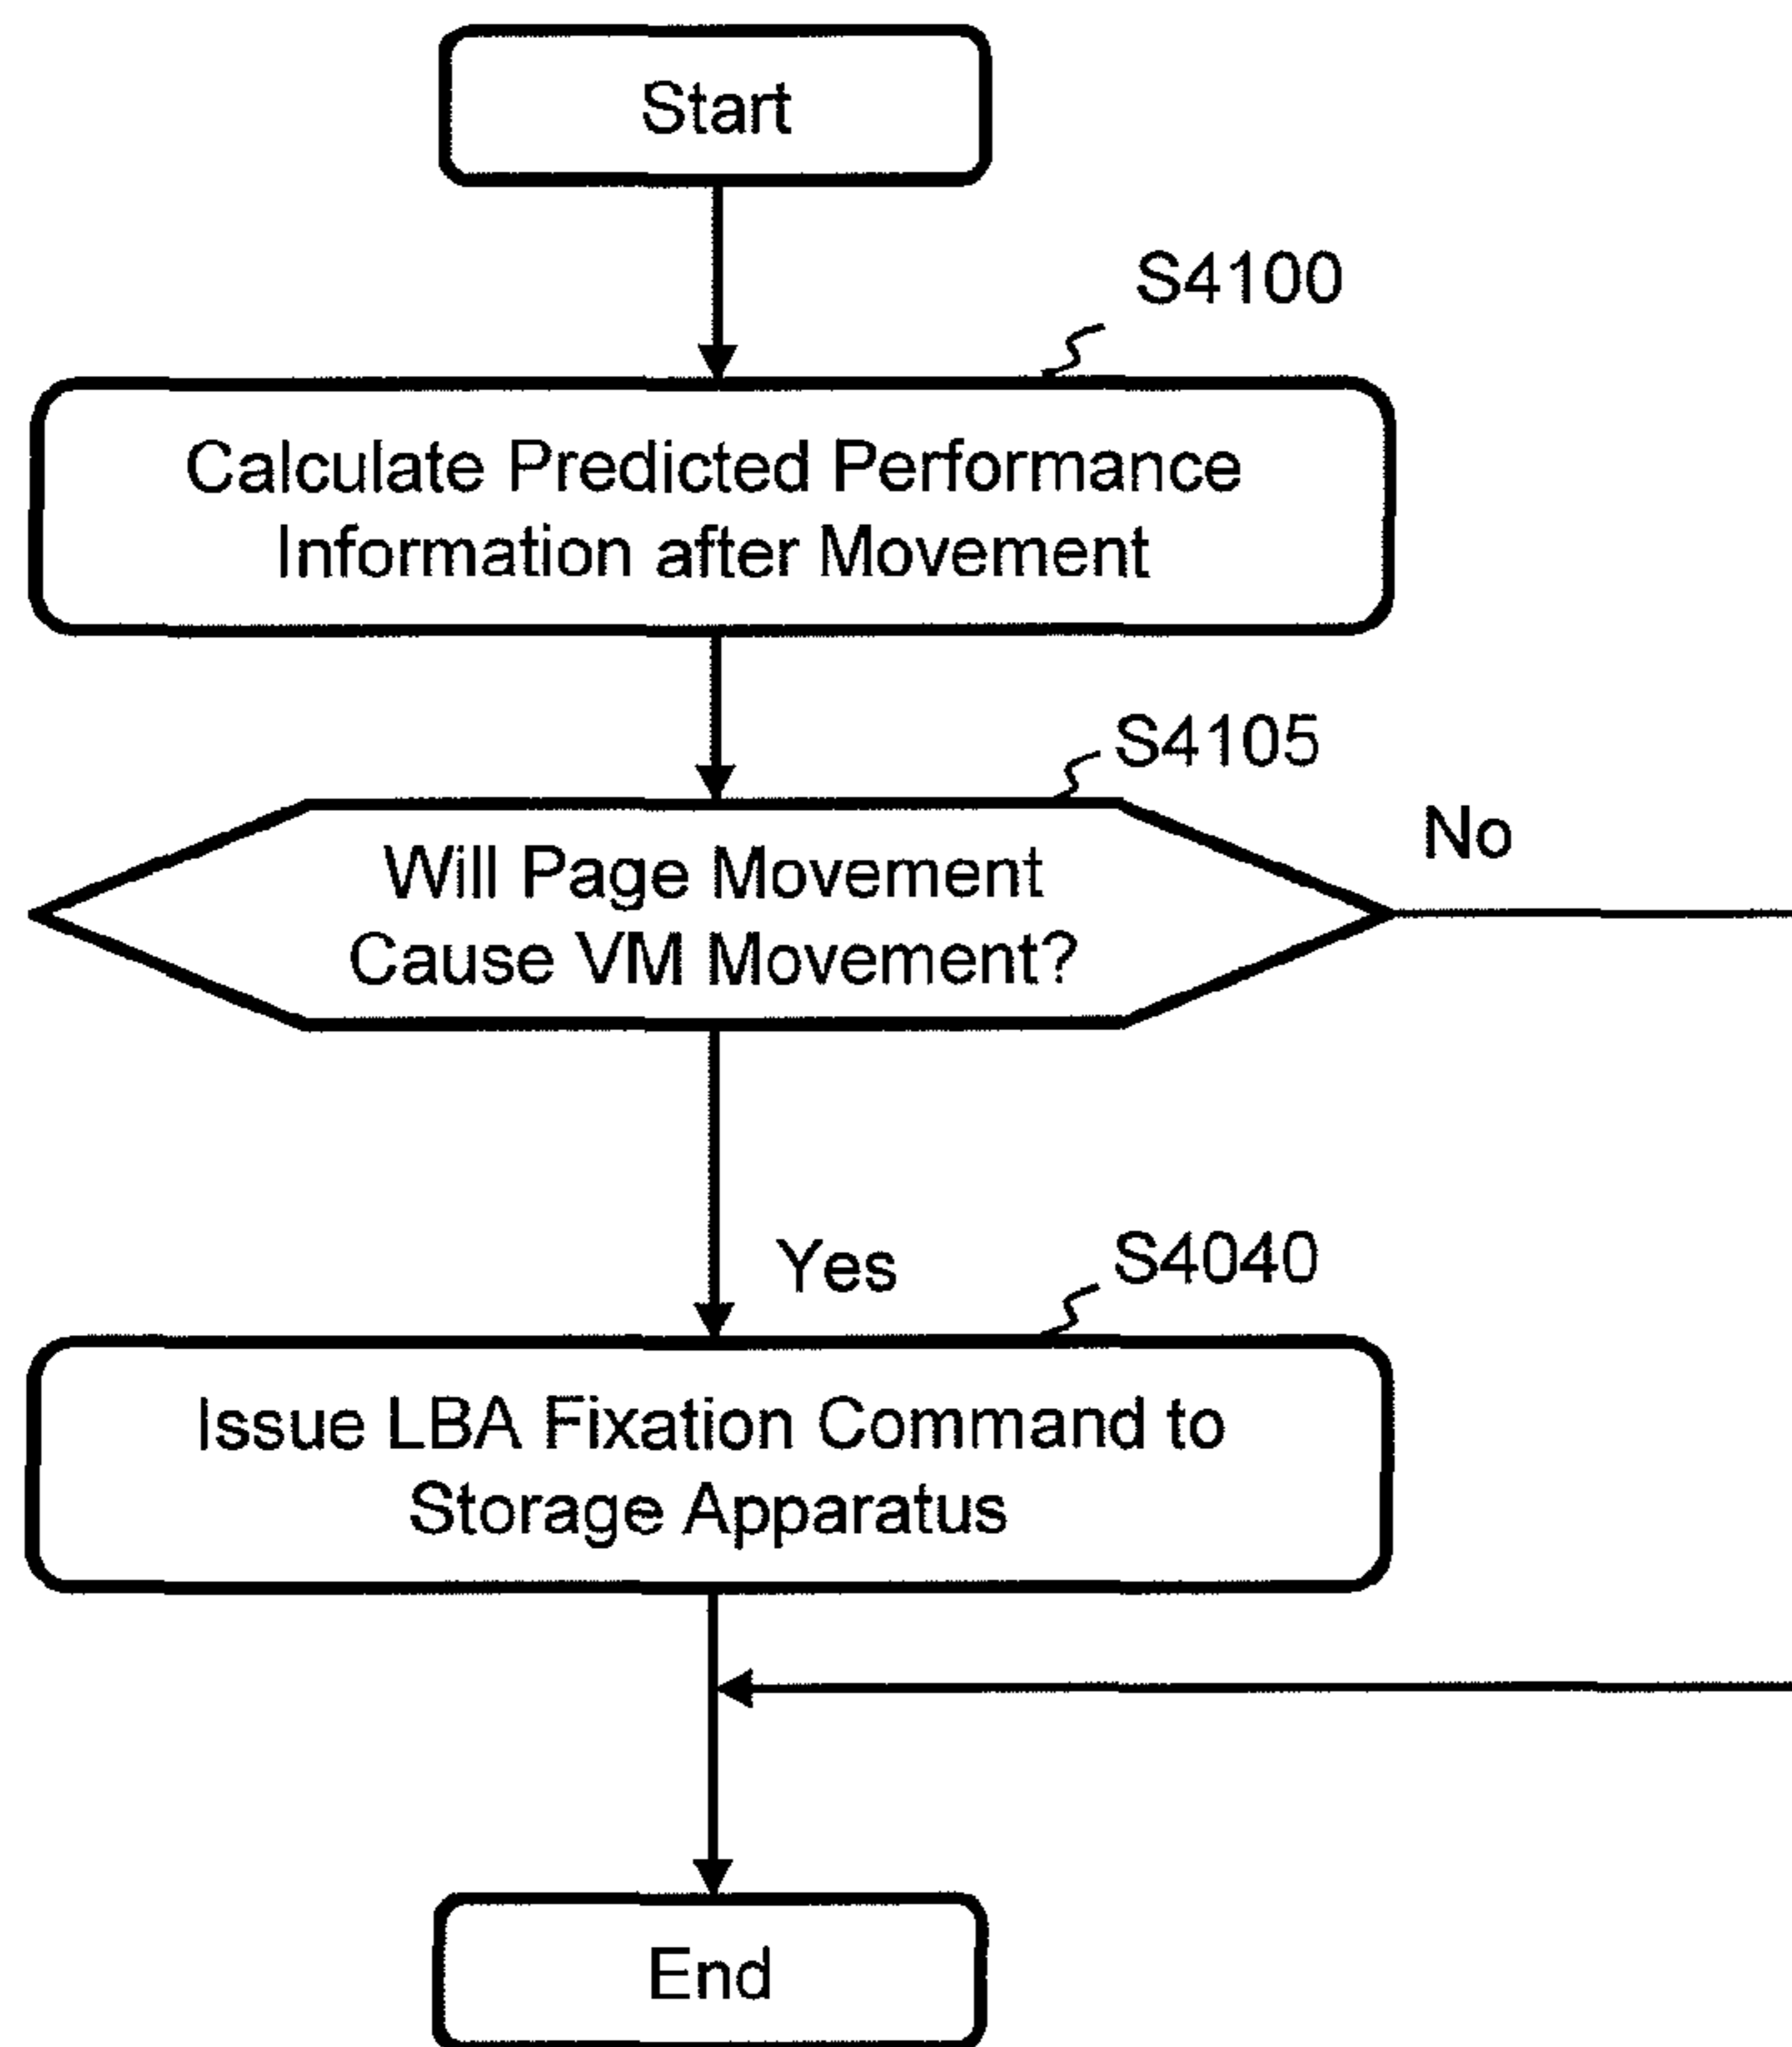 Start
S4100
Calculate Predicted Performance
Information after Movement
S4105
Will Page Movement
Cause VM Movement?
No
Yes
S4040
Issue LBA Fixation Command to
Storage Apparatus
End